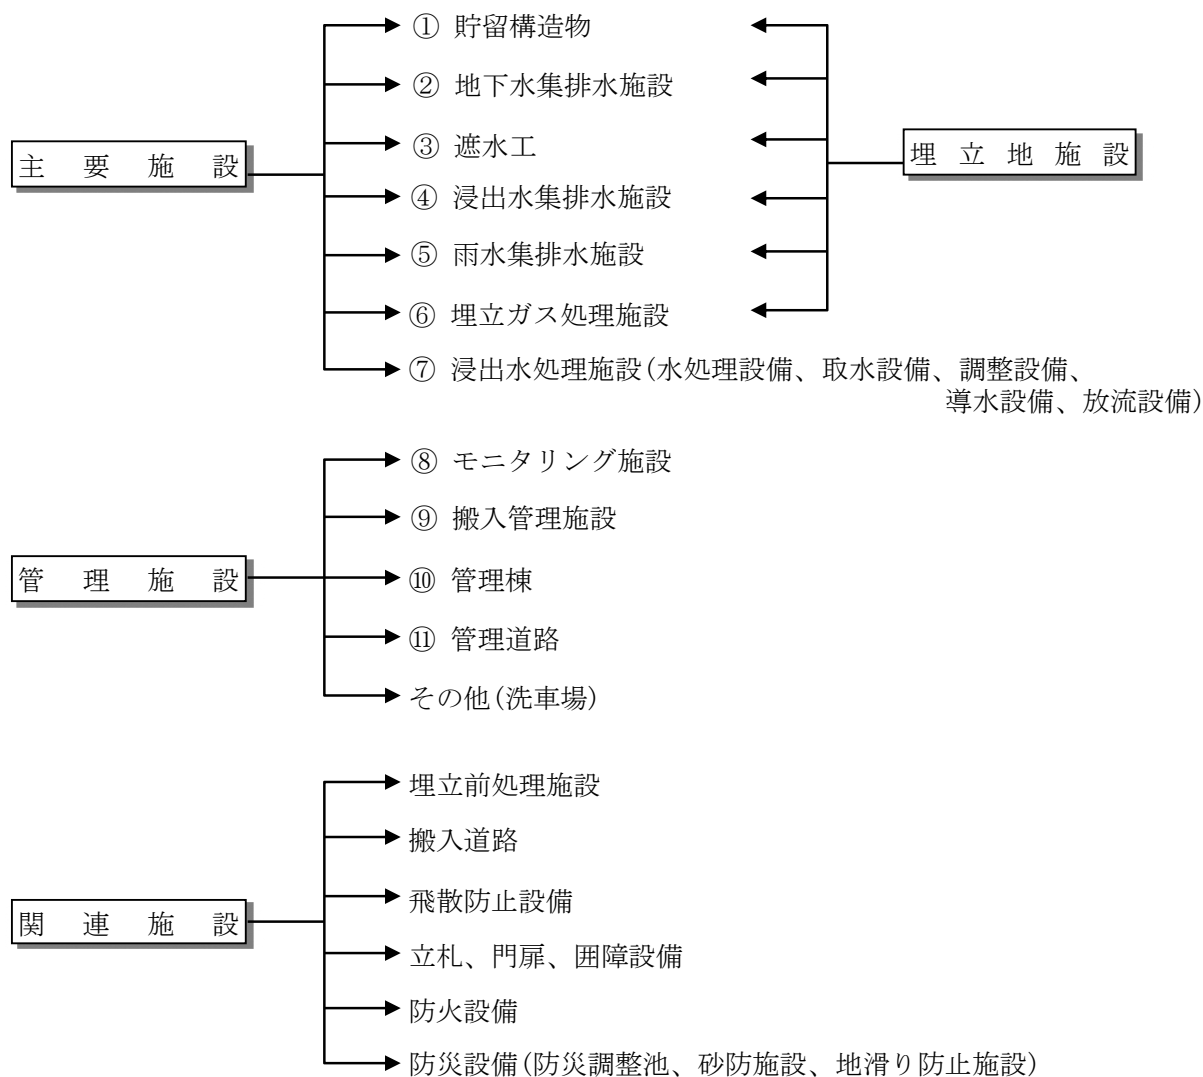 ① 貯留構造物
② 地下水集排水施設
③ 遮水工
主要施設
埋立地施設
④ 浸出水集排水施設
⑤ 雨水集排水施設
⑥ 埋立ガス処理施設
⑦ 浸出水処理施設(水処理設備、取水設備、調整設備、
導水設備、放流設備)
⑧ モニタリング施設
⑨ 搬入管理施設
管理施設
⑩ 管理棟
⑪ 管理道路
その他(洗車場)
埋立前処理施設
搬入道路
飛散防止設備
関連施設
立札、門扉、囲障設備
防火設備
防災設備(防災調整池、砂防施設、地滑り防止施設)